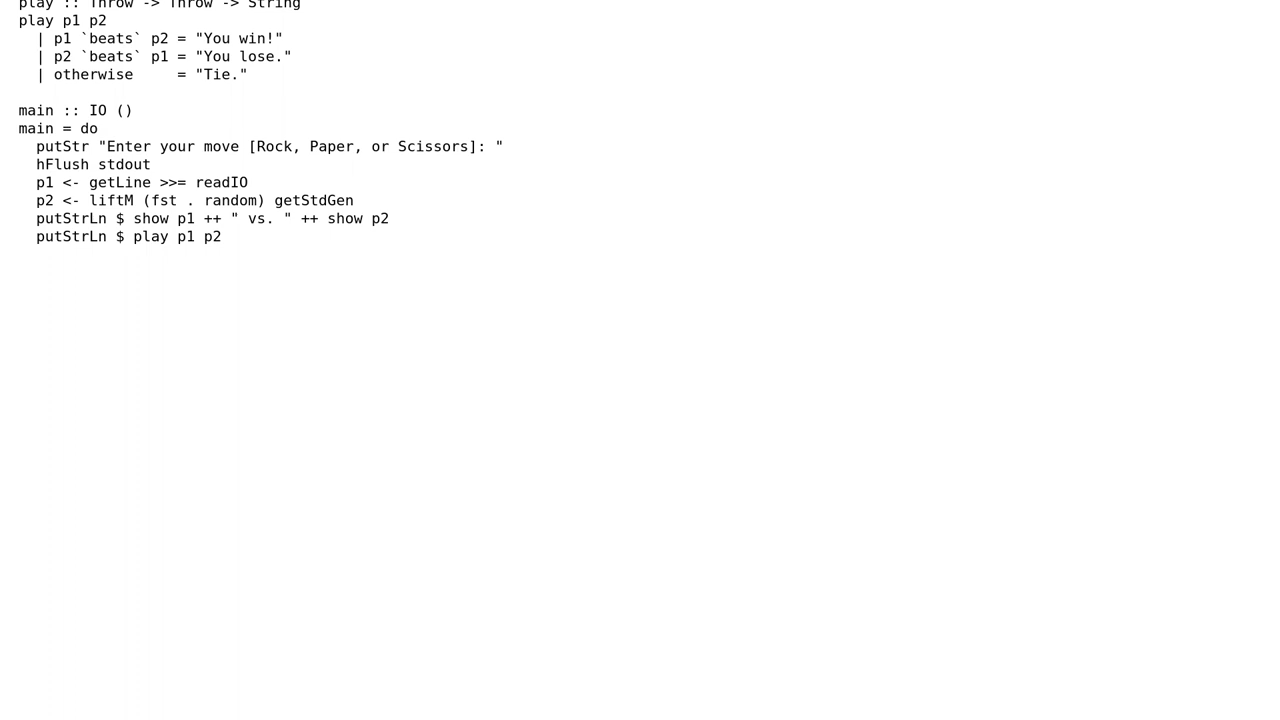 play :: Throw -> Throw -> String
play p1 p2
  | p1 `beats` p2 = "You win!"
  | p2 `beats` p1 = "You lose."
  | otherwise     = "Tie."

main :: IO ()
main = do
  putStr "Enter your move [Rock, Paper, or Scissors]: "
  hFlush stdout
  p1 <- getLine >>= readIO
  p2 <- liftM (fst . random) getStdGen
  putStrLn $ show p1 ++ " vs. " ++ show p2
  putStrLn $ play p1 p2